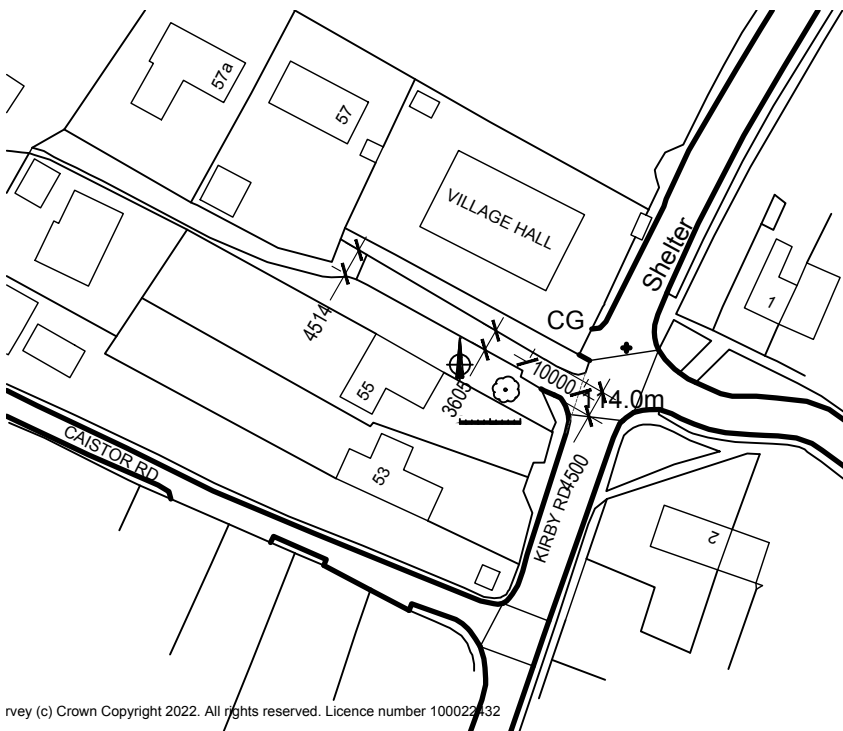 57a
57
VILLAGE HALL
Shelter
1
CG
4514
10000
114.0m
55
3605
4500
CAISTOR RD
53
KIRBY RD
2
rvey (c) Crown Copyright 2022. All rights reserved. Licence number 100022432